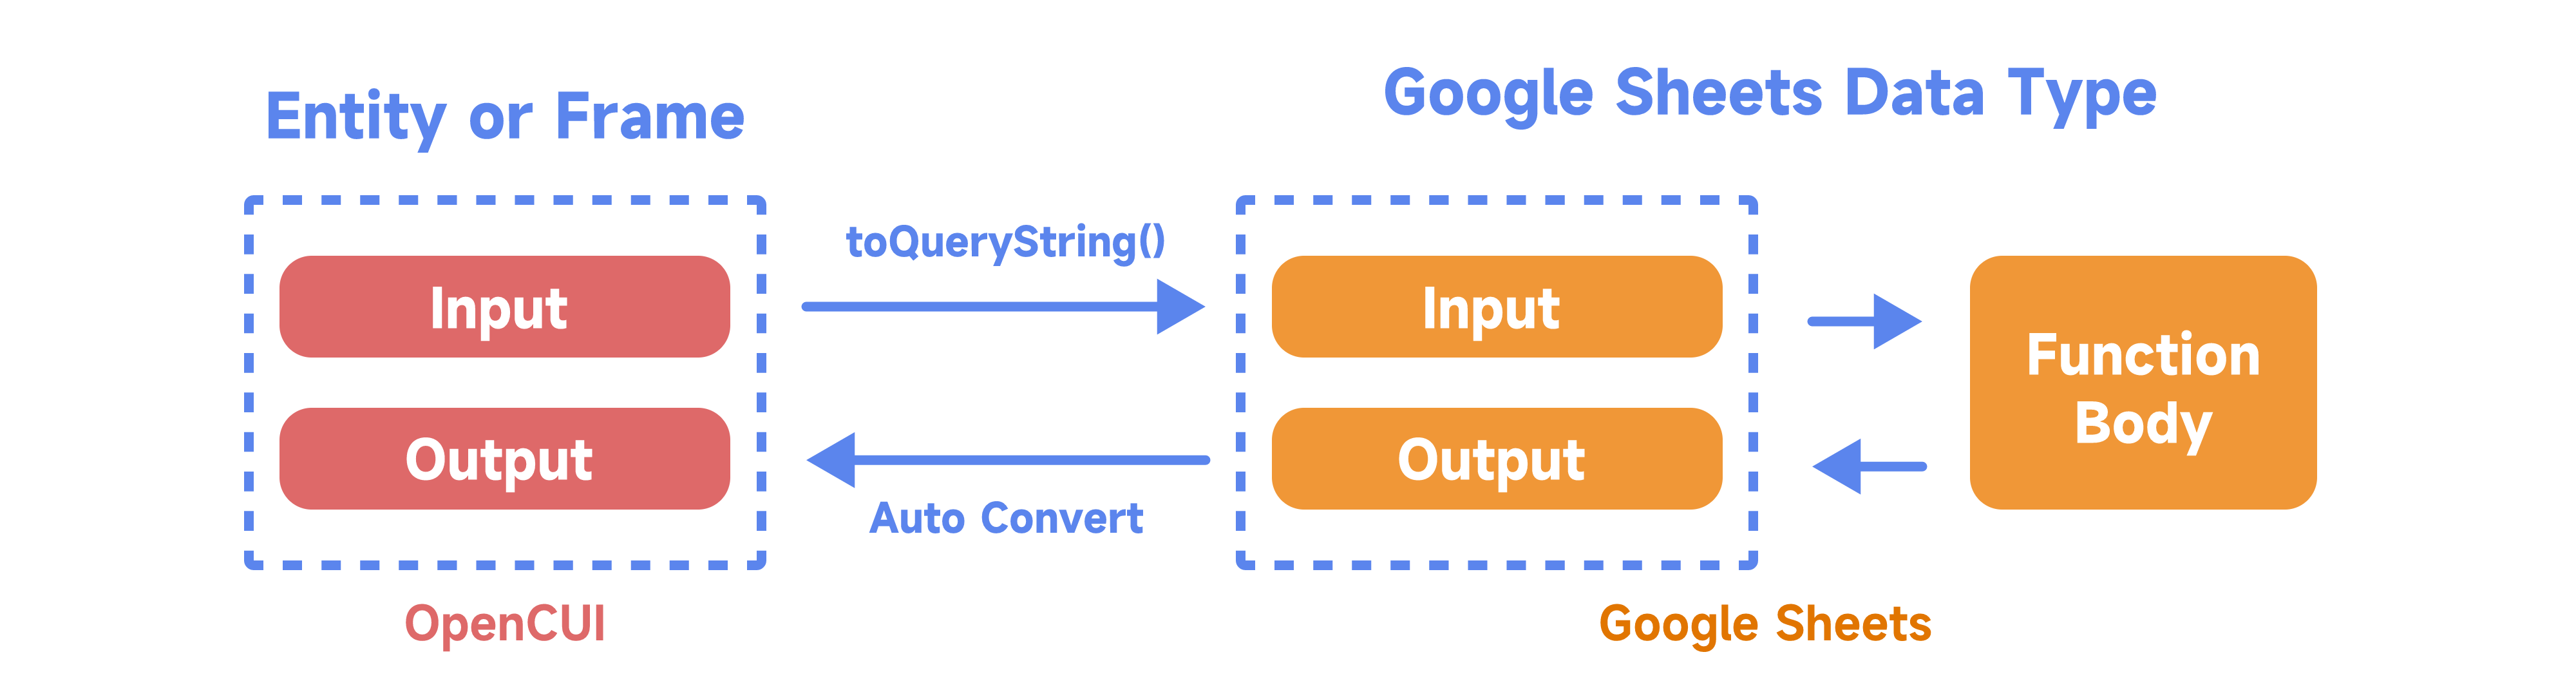 Entity or Frame
Google Sheets Data Type
toQueryString()
Input
Input
Function
Body
Output
Output
Auto Convert
OpenCUI
Google Sheets